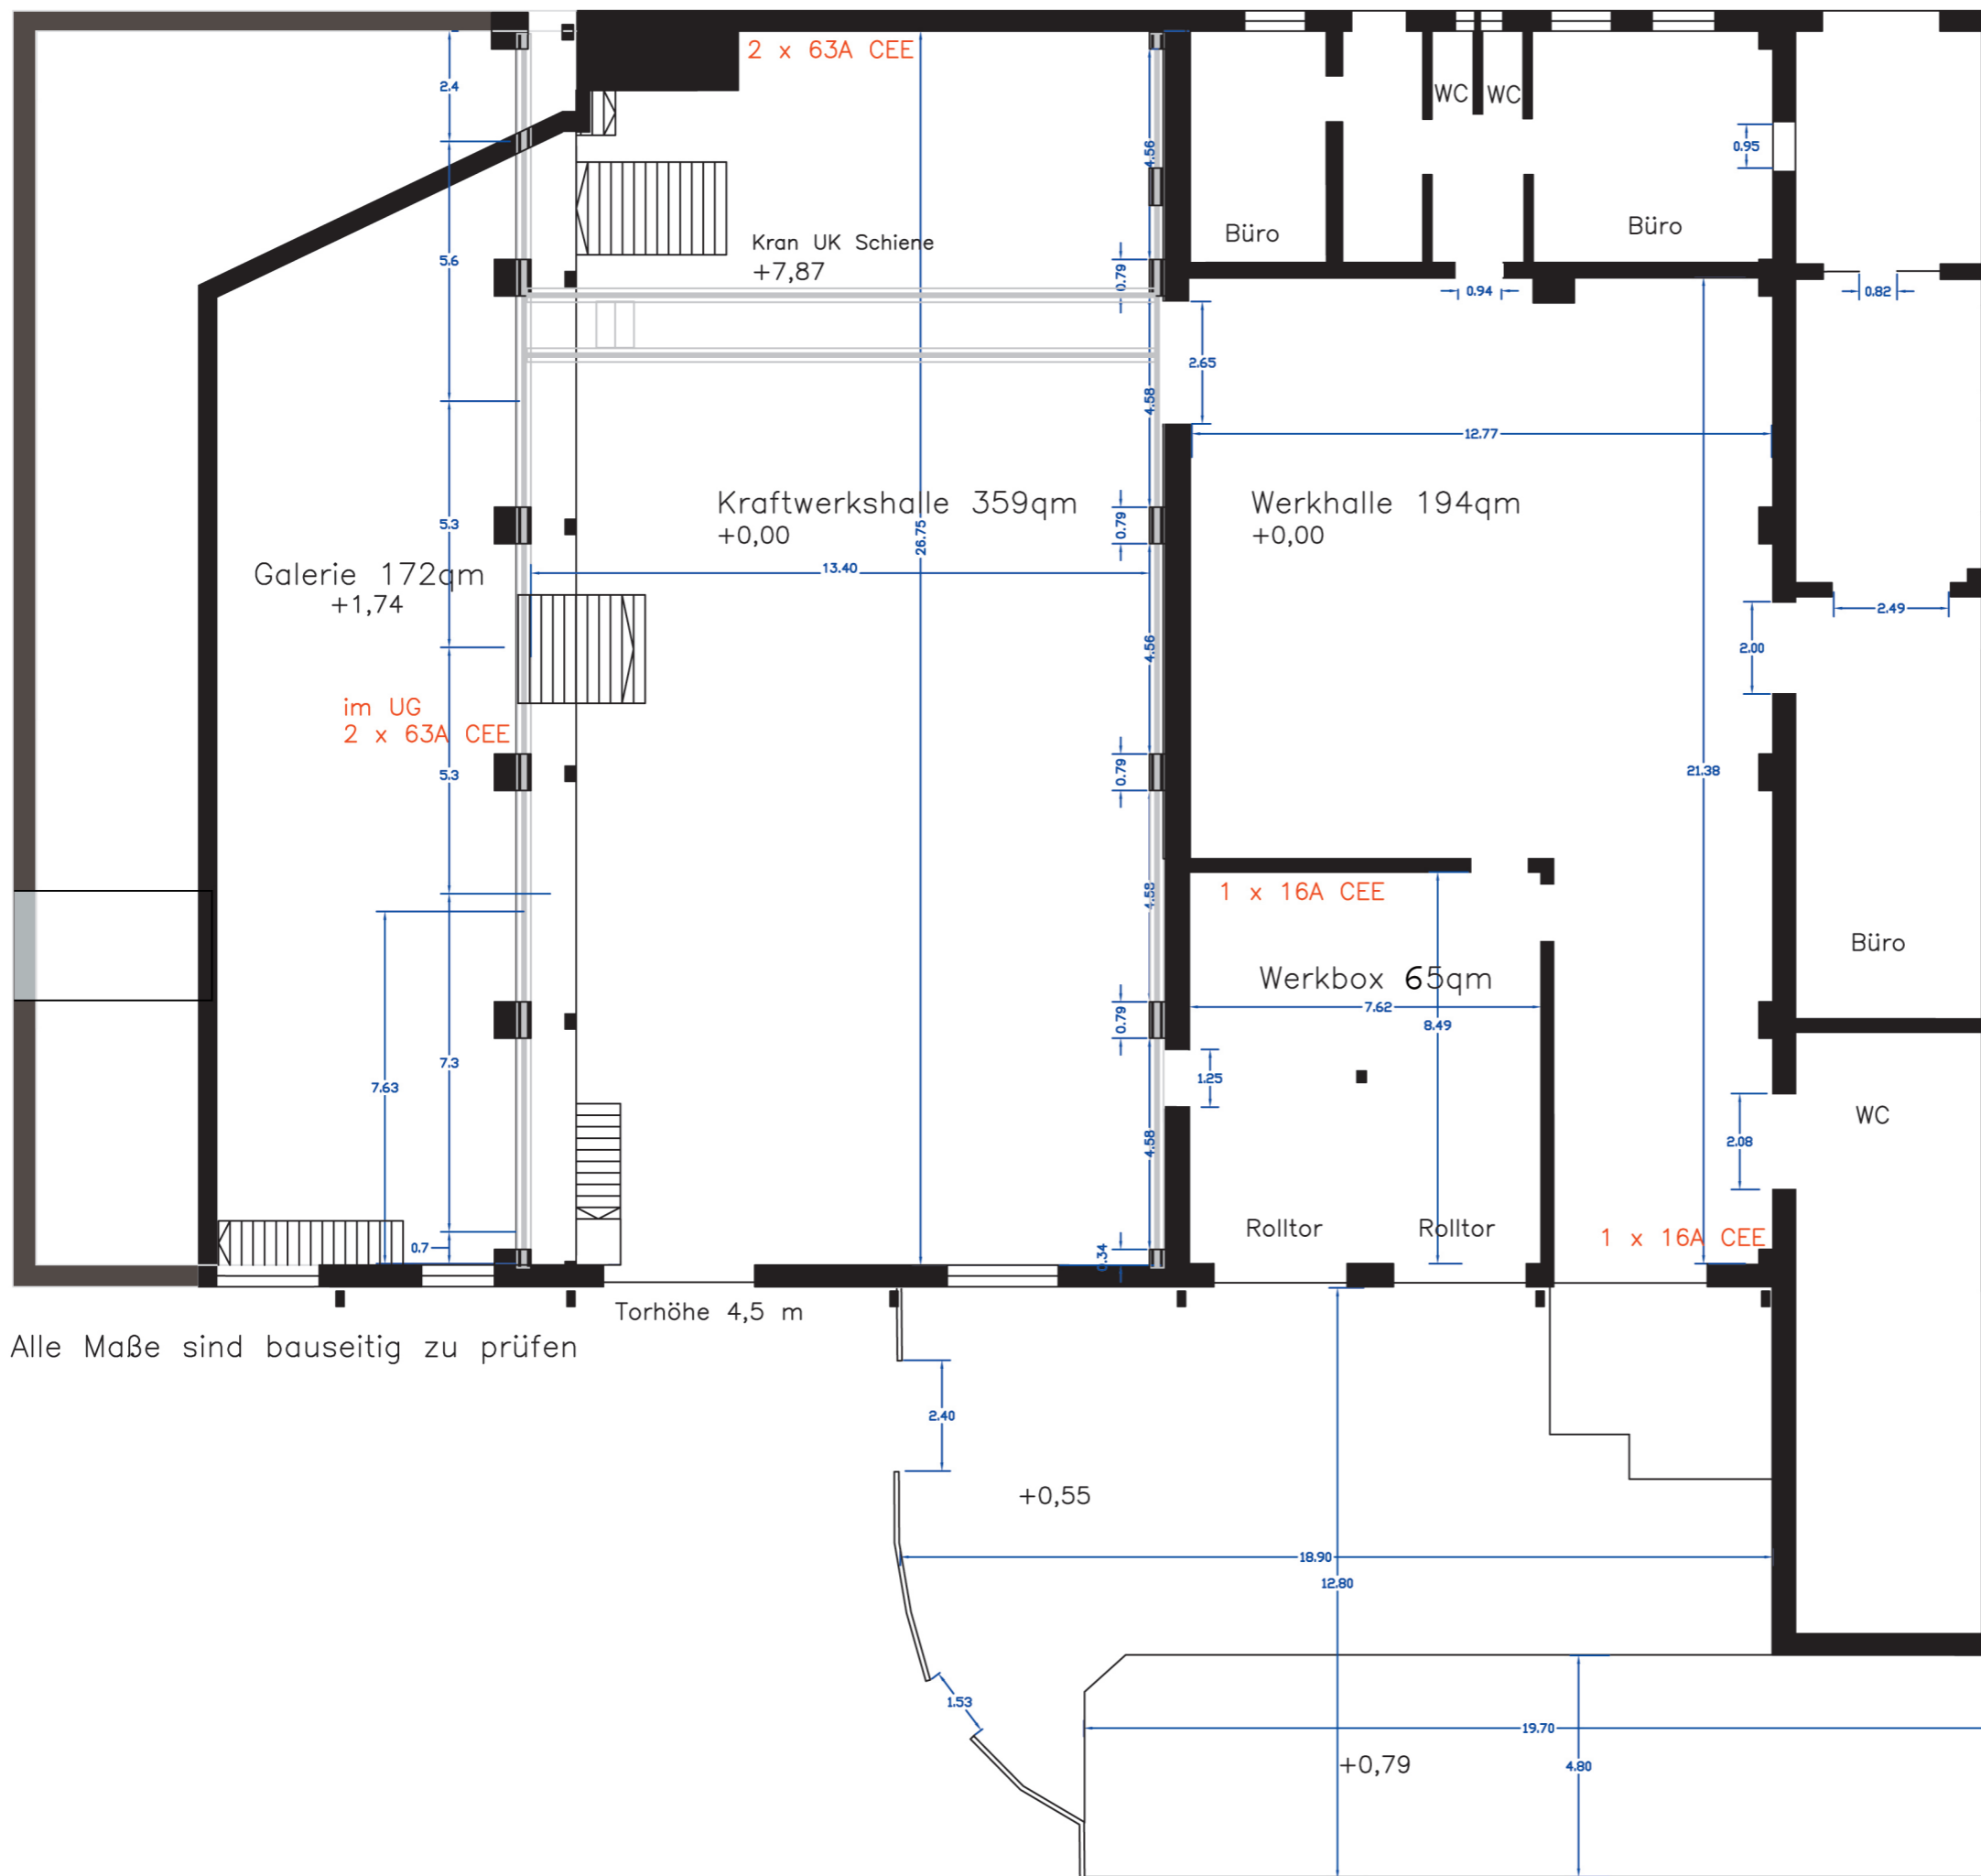 2 x 63A CEE
2.4
4.56
WC
WC
0.95
Büro
Büro
Kran UK Schiene
+7,87
5.6
0.79
0.94
0.82
2.65
4.58
12.77
Kraftwerkshalle 359qm
+0,00
26.75
0.79
Werkhalle 194qm
+0,00
5.3
13.40
Galerie 172qm
+1,74
2.49
2.00
4.56
im UG
2 x 63A CEE
5.3
0.79
21.38
4.58
1 x 16A CEE
Büro
Werkbox 65qm
7.62
8.49
0.79
7.3
7.63
1.25
4.58
WC
2.08
Rolltor
Rolltor
1 x 16A CEE
0.7
0.34
Torhöhe 4,5 m
Alle Maße sind bauseitig zu prüfen
2.40
+0,55
18.90
12.80
1.53
19.70
+0,79
4.80